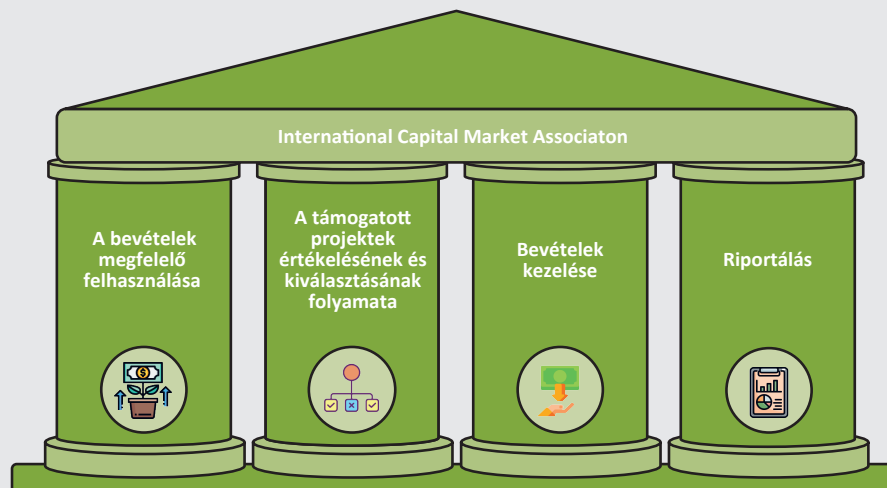 International Capital Market Associaton
A bevételek
megfelelő
felhasználása
A támogatott
projektek
értékelésének és
kiválasztásának
folyamata
Bevételek
kezelése
Riportálás